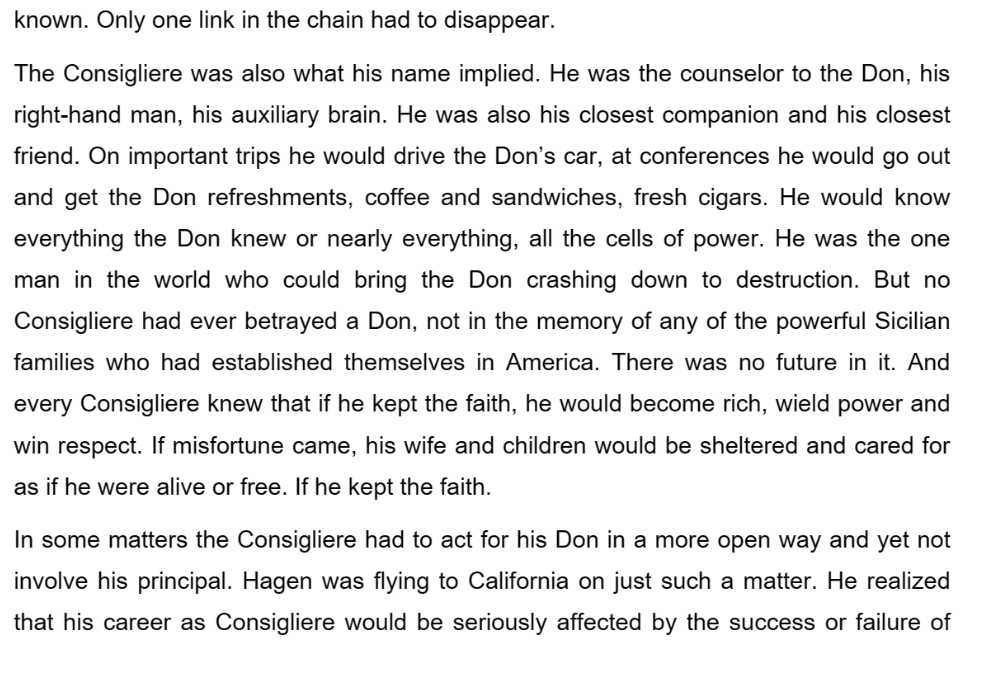 known. Only one link in the chain had to disappear.
The Consigliere was also what his name implied. He was the counselor to the Don, his
right-hand man, his auxiliary brain. He was also his closest companion and his closest
friend. On important trips he would drive the Don’s car, at conferences he would go out
and get the Don refreshments, coffee and sandwiches, fresh cigars. He would know
everything the Don knew or nearly everything, all the cells of power. He was the one
man in the world who could bring the Don crashing down to destruction. But no
Consigliere had ever betrayed a Don, not in the memory of any of the powerful Sicilian
families who had established themselves in America. There was no future in it. And
every Consigliere knew that if he kept the faith, he would become rich, wield power and
win respect. If misfortune came, his wife and children would be sheltered and cared for
as if he were alive or free. If he kept the faith.
In some matters the Consigliere had to act for his Don in a more open way and yet not
involve his principal. Hagen was flying to California on just such a matter. He realized
that his career as Consigliere would be seriously affected by the success or failure of